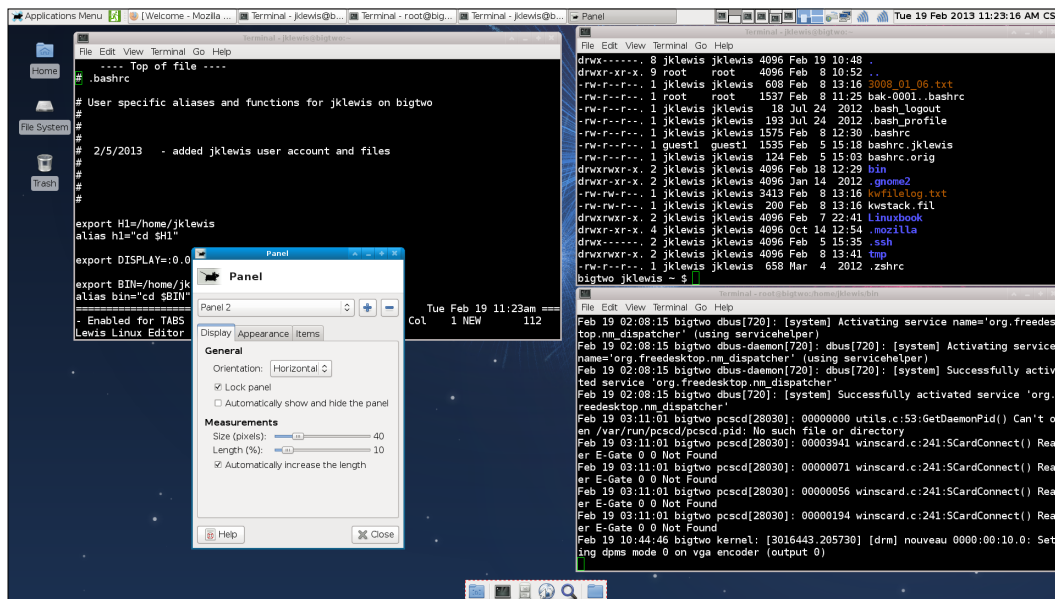 Applications Menu [Welcome - Mozilla ... Terminal - jklewis@b... Terminal - root@big... Terminal - jklewis@b... Panel Tue 19 Feb 2013 11:23:16 AM CS
Home
File System
Trash
Terminal - jklewis@bigtwo:~
File Edit View Terminal Go Help
---- Top of file ----
# .bashrc
# User specific aliases and functions for jklewis on bigtwo
#
#
#
#  2/5/2013   - added jklewis user account and files
#
#
#
#
export H1=/home/jklewis
alias h1="cd $H1"
export DISPLAY=:0.0
export BIN=/home/jk
alias bin="cd $BIN"
Tue Feb 19 11:23am ===
- Enabled for TABS Col 1 NEW 112
Lewis Linux Editor
Panel
Panel
Panel 2
Display Appearance Items
General
Orientation: Horizontal
Lock panel
Automatically show and hide the panel
Measurements
Size (pixels): 40
Length (%): 10
Automatically increase the length
Help Close
Terminal - jklewis@bigtwo:~
File Edit View Terminal Go Help
drwx------. 8 jklewis jklewis 4096 Feb 19 10:48 .
drwxr-xr-x. 9 root    root    4096 Feb  8 10:52 ..
-rw-r--r--. 1 jklewis jklewis  608 Feb  8 13:16 3008_01_06.txt
-rw-r--r--. 1 root    root    1537 Feb  8 11:25 bak-0001..bashrc
-rw-r--r--. 1 jklewis jklewis   18 Jul 24  2012 .bash_logout
-rw-r--r--. 1 jklewis jklewis  193 Jul 24  2012 .bash_profile
-rw-r--r--. 1 jklewis jklewis 1575 Feb  8 12:30 .bashrc
-rw-r--r--. 1 guest1  guest1  1535 Feb  5 15:18 bashrc.jklewis
-rw-r--r--. 1 jklewis jklewis  124 Feb  5 15:03 bashrc.orig
drwxrwxr-x. 2 jklewis jklewis 4096 Feb 18 12:29 bin
drwxr-xr-x. 2 jklewis jklewis 4096 Jan 14  2012 .gnome2
-rw-rw-r--. 1 jklewis jklewis 3413 Feb  8 13:16 kwfilelog.txt
-rw-rw-r--. 1 jklewis jklewis  200 Feb  8 13:16 kwstack.fil
drwxrwxr-x. 2 jklewis jklewis 4096 Feb  7 22:41 Linuxbook
drwxr-xr-x. 4 jklewis jklewis 4096 Oct 14 12:54 .mozilla
drwx------. 2 jklewis jklewis 4096 Feb  5 15:35 .ssh
drwxrwxr-x. 2 jklewis jklewis 4096 Feb  8 13:41 tmp
-rw-r--r--. 1 jklewis jklewis  658 Mar  4  2012 .zshrc
bigtwo jklewis ~ $
Terminal - root@bigtwo:/home/jklewis/bin
File Edit View Terminal Go Help
Feb 19 02:08:15 bigtwo dbus[720]: [system] Activating service name='org.freedes
top.nm_dispatcher' (using servicehelper)
Feb 19 02:08:15 bigtwo dbus-daemon[720]: dbus[720]: [system] Activating service
name='org.freedesktop.nm_dispatcher' (using servicehelper)
Feb 19 02:08:15 bigtwo dbus-daemon[720]: dbus[720]: [system] Successfully activ
ted service 'org.freedesktop.nm_dispatcher'
Feb 19 02:08:15 bigtwo dbus[720]: [system] Successfully activated service 'org.
reedesktop.nm_dispatcher'
Feb 19 03:11:01 bigtwo pcscd[28030]: 00000000 utils.c:53:GetDaemonPid() Can't o
en /var/run/pcscd/pcscd.pid: No such file or directory
Feb 19 03:11:01 bigtwo pcscd[28030]: 00003941 winscard.c:241:SCardConnect() Rea
er E-Gate 0 0 Not Found
Feb 19 03:11:01 bigtwo pcscd[28030]: 00000071 winscard.c:241:SCardConnect() Rea
er E-Gate 0 0 Not Found
Feb 19 03:11:01 bigtwo pcscd[28030]: 00000056 winscard.c:241:SCardConnect() Rea
er E-Gate 0 0 Not Found
Feb 19 03:11:01 bigtwo pcscd[28030]: 00000194 winscard.c:241:SCardConnect() Rea
er E-Gate 0 0 Not Found
Feb 19 10:44:46 bigtwo kernel: [3016443.205730] [drm] nouveau 0000:00:10.0: Set
ing dpms mode 0 on vga encoder (output 0)